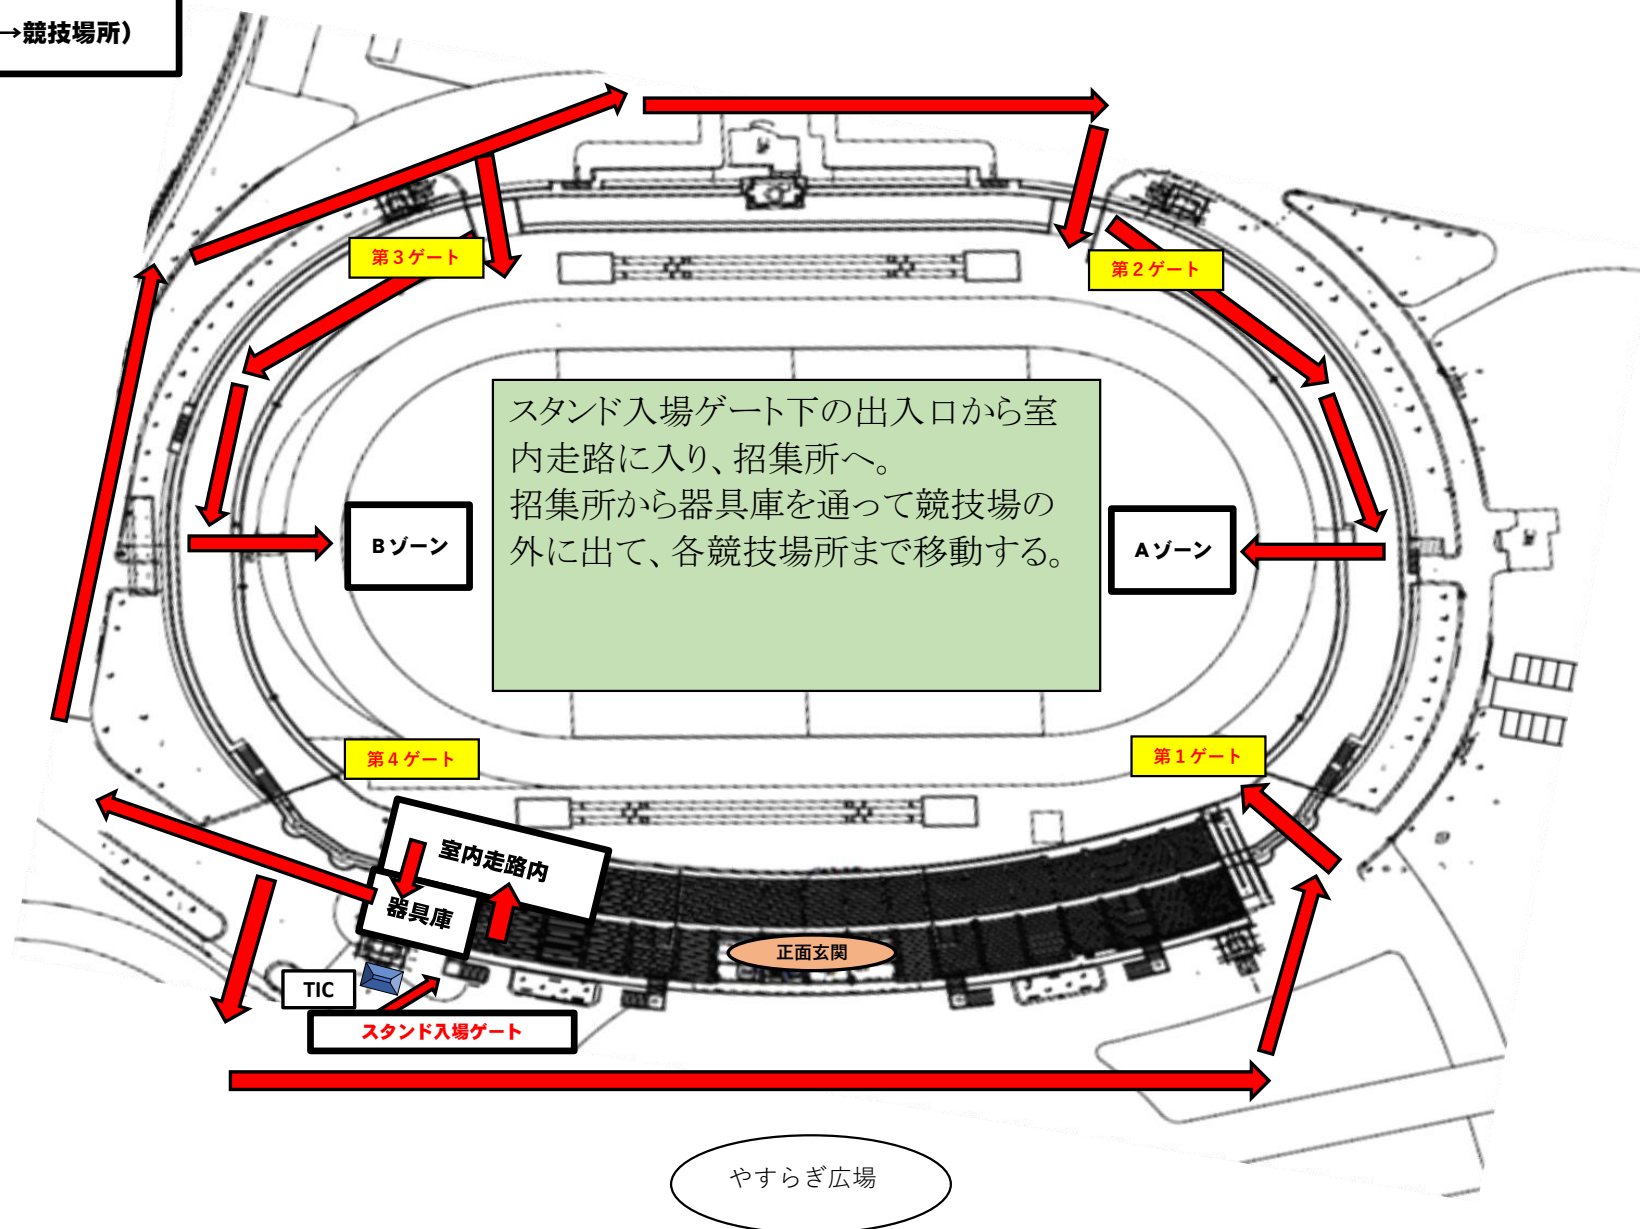 →競技場所)
第3ゲート
第2ゲート
スタンド入場ゲート下の出入口から室
内走路に入り、招集所へ。
招集所から器具庫を通って競技場の
外に出て、各競技場所まで移動する。
Bゾーン
Aゾーン
第4ゲート
第1ゲート
室内走路内
器具庫
正面玄関
TIC
スタンド入場ゲート
やすらぎ広場